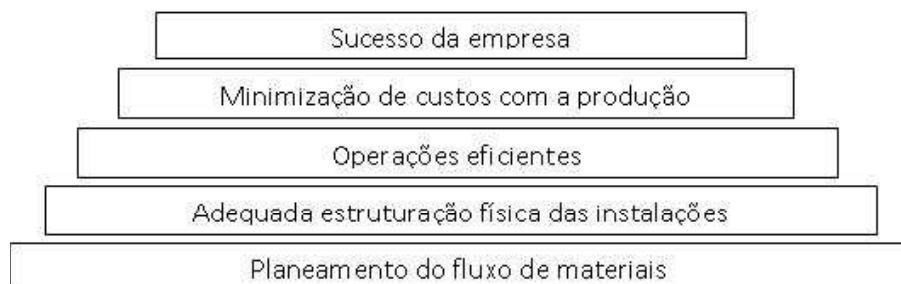 Sucesso da empresa
Minimização de custos com a produção
Operações eficientes
Adequada estruturação física das instalações
Planeamento do fluxo de materiais